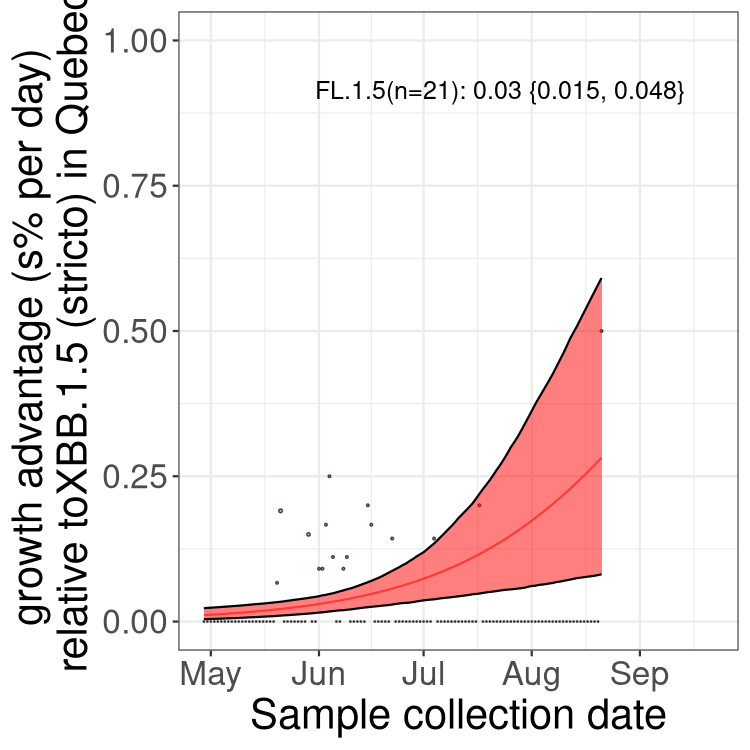 growth advantage (s% per day)
relative toXBB.1.5 (stricto) in Quebec
1.00
0.75
0.50
0.25
0.00
FL.1.5(n=21): 0.03 {0.015, 0.048}
May Jun Jul Aug Sep
Sample collection date